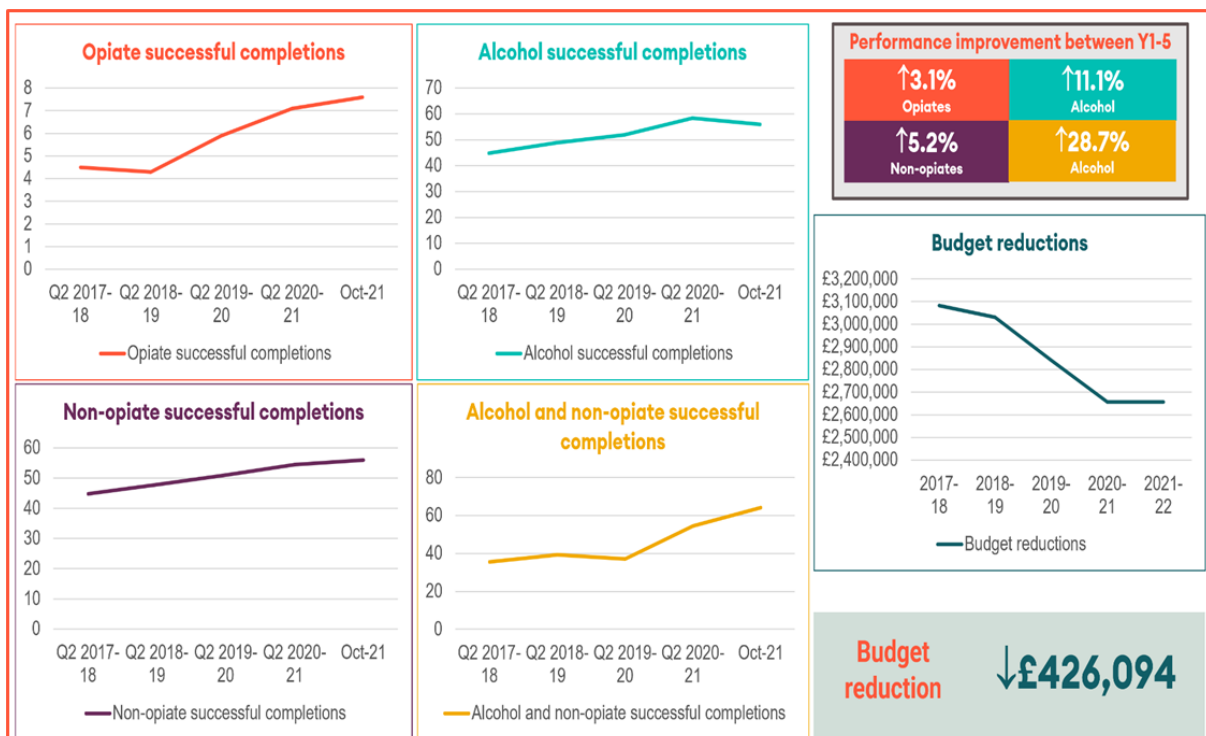 Opiate successful completions
8
7
6
5
4
3
2
1
0
Q2 2017-
18
Q2 2018-
19
Q2 2019-
20
Q2 2020-
21
Oct-21
Opiate successful completions
Alcohol successful completions
70
60
50
40
30
20
10
0
Q2 2017-
18
Q2 2018-
19
Q2 2019-
20
Q2 2020-
21
Oct-21
Alcohol successful completions
Performance improvement between Y1-5
↑3.1%
Opiates
↑11.1%
Alcohol
↑5.2%
Non-opiates
↑28.7%
Alcohol
Budget reductions
£3,200,000
£3,100,000
£3,000,000
£2,900,000
£2,800,000
£2,700,000
£2,600,000
£2,500,000
£2,400,000
2017-
18
2018-
19
2019-
20
2020-
21
2021-
22
Budget reductions
Non-opiate successful completions
60
50
40
30
20
10
0
Q2 2017-
18
Q2 2018-
19
Q2 2019-
20
Q2 2020-
21
Oct-21
Non-opiate successful completions
Alcohol and non-opiate successful
completions
80
60
40
20
0
Q2 2017-
18
Q2 2018-
19
Q2 2019-
20
Q2 2020-
21
Oct-21
Alcohol and non-opiate successful completions
Budget
reduction
↓£426,094